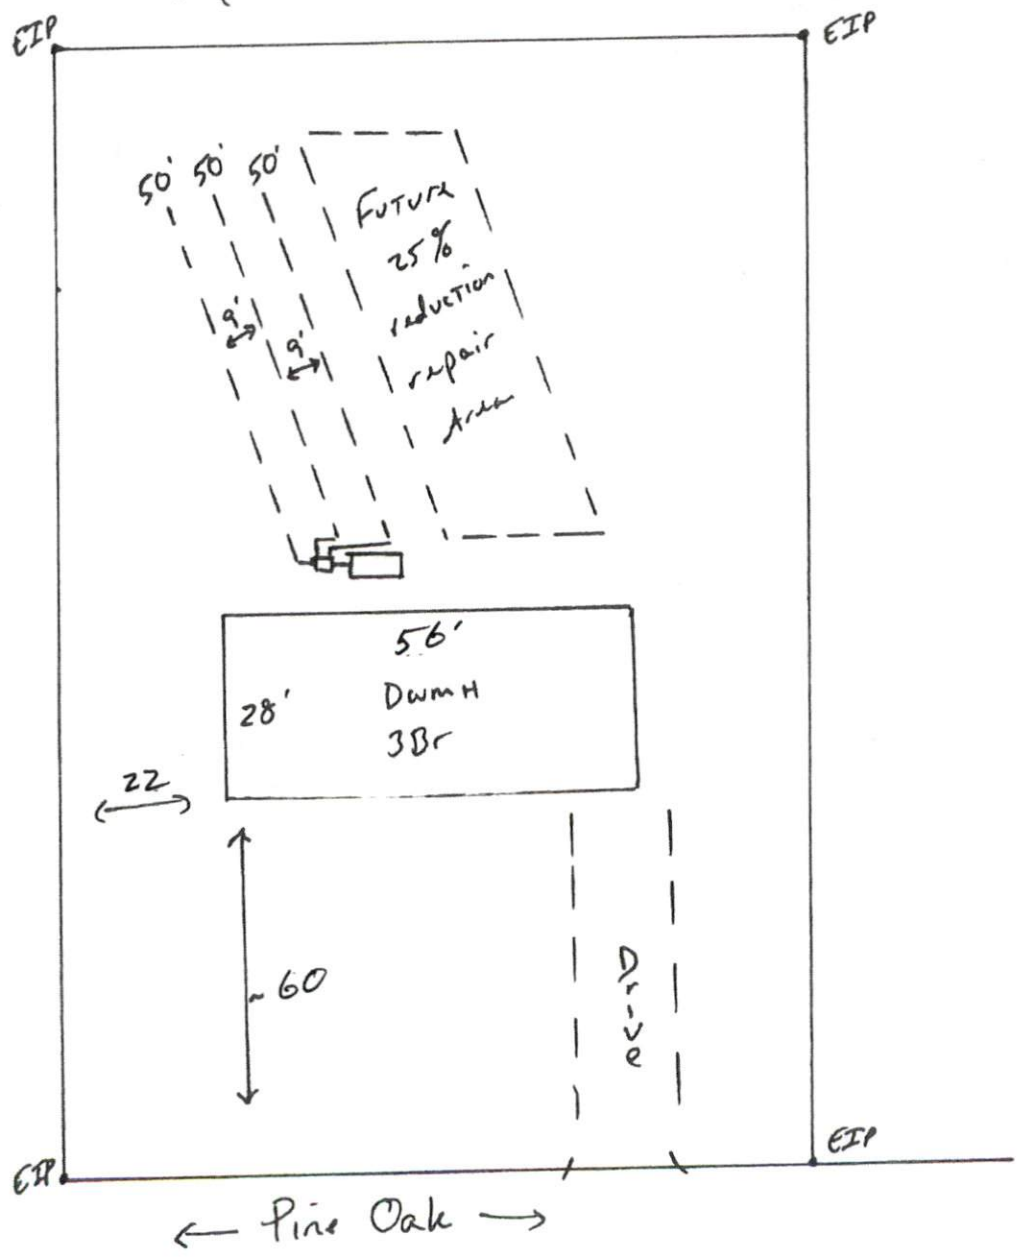 EIP
EIP
50' 50' 50'
Future
25%
reduction
repair
Area
9'
9'
56'
28'
DwmH
3Br
22
~60
Drive
EIP
EIP
Pine Oak